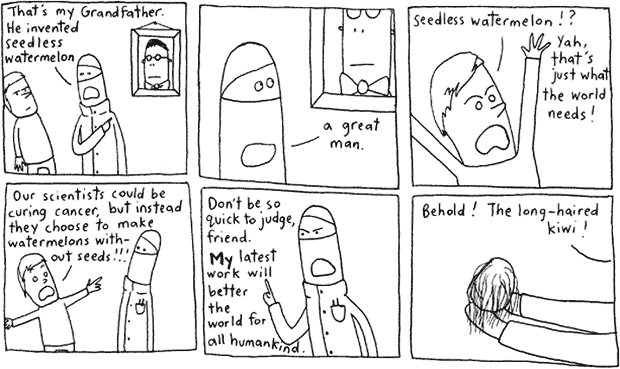 That's my Grandfather.
He invented
seedless
watermelon
a great
man.
Seedless watermelon!?
Yah,
that's
just what
the world
needs!
Our scientists could be
curing cancer, but instead
they choose to make
watermelons with-
out seeds!!!
Don't be so
quick to judge,
friend.
My latest
work will
better
the
world for
all humankind.
Behold! The long-haired
kiwi!